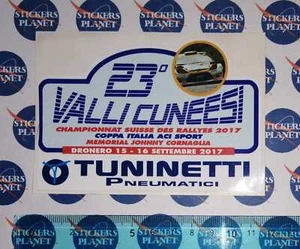 STICKERS
PLANET
23°
VALLI CUNEESI
CHAMPIONNAT SUISSE DES RALLYES 2017
COPPA ITALIA ACI SPORT
MEMORIAL JOHNNY CORNAGLIA
DRONERO 15 - 16 SETTEMBRE 2017
TUNINETTI
PNEUMATICI